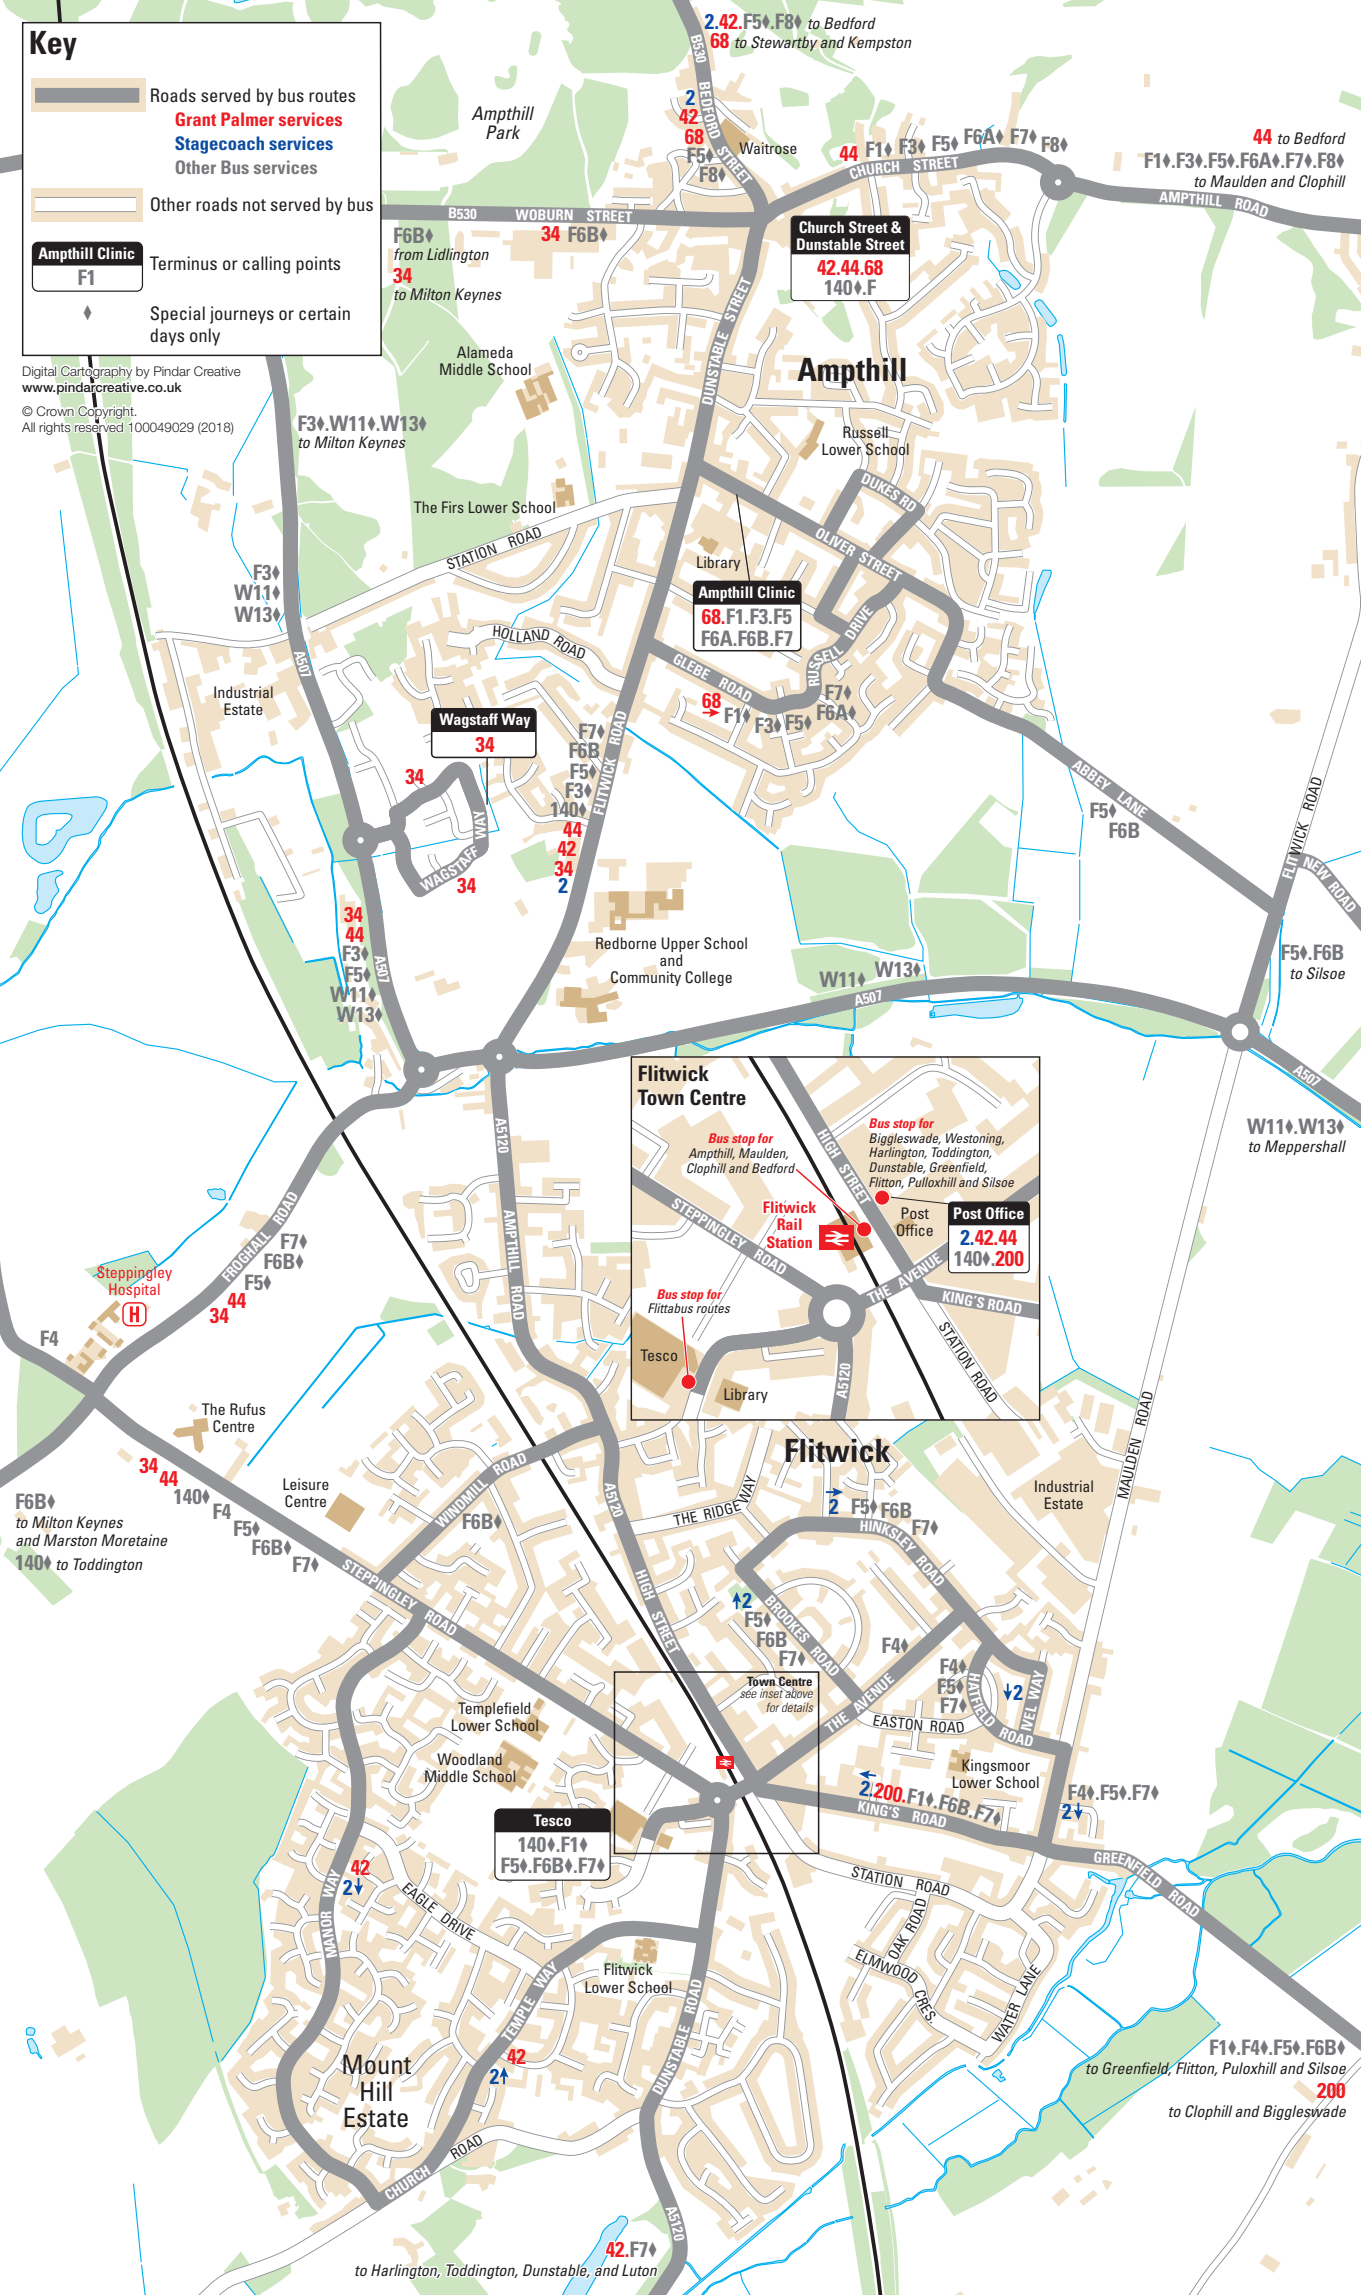 Key
Roads served by bus routes
Grant Palmer services
Stagecoach services
Other Bus services
Other roads not served by bus
Ampthill Clinic
F1
Terminus or calling points
♦
Special journeys or certain
days only
Digital Cartography by Pindar Creative
www.pindarcreative.co.uk
© Crown Copyright.
All rights reserved 100049029 (2018)
2.42.F5♦.F8♦ to Bedford
68 to Stewartby and Kempston
B530
BEDFORD STREET
2
42
68
F5♦
F8♦
Waitrose
Ampthill
Park
44 F1♦ F3♦ F5♦ F6A♦ F7♦ F8♦
CHURCH STREET
44 to Bedford
F1♦.F3♦.F5♦.F6A♦.F7♦.F8♦
to Maulden and Clophill
AMPTHILL ROAD
B530 WOBURN STREET
34 F6B♦
F6B♦
from Lidlington
34
to Milton Keynes
Church Street &
Dunstable Street
42.44.68
140♦.F
DUNSTABLE STREET
Ampthill
Alameda
Middle School
F3♦.W11♦.W13♦
to Milton Keynes
Russell
Lower School
DUKES RD
The Firs Lower School
STATION ROAD
OLIVER STREET
Library
Ampthill Clinic
68.F1.F3.F5
F6A.F6B.F7
F3♦
W11♦
W13♦
A507
HOLLAND ROAD
RUSSELL DRIVE
GLEBE ROAD
68
F1♦ F3♦ F5♦ F6A♦
F7♦
Industrial
Estate
Wagstaff Way
34
34
WAGSTAFF WAY
34
F7♦
F6B
F5♦
F3♦
140♦
44
42
34
2
FLITWICK ROAD
ABBEY LANE
F5♦
F6B
FLITWICK ROAD
NEW ROAD
F5♦.F6B
to Silsoe
34
44
F3♦
F5♦
W11♦
W13♦
A507
Redborne Upper School
and
Community College
W11♦ W13♦
A507
A507
W11♦.W13♦
to Meppershall
A5120
AMPTHILL ROAD
Flitwick
Town Centre
Bus stop for
Ampthill, Maulden,
Clophill and Bedford
Bus stop for
Biggleswade, Westoning,
Harlington, Toddington,
Dunstable, Greenfield,
Flitton, Pulloxhill and Silsoe
HIGH STREET
STEPPINGLEY ROAD
Flitwick
Rail
Station
Post
Office
Post Office
2.42.44
140♦.200
THE AVENUE
KING'S ROAD
STATION ROAD
Bus stop for
Flittabus routes
Tesco
Library
A5120
FROGHALL ROAD
F7♦
F6B♦
F5♦
44
34
Steppingley
Hospital
H
F4
The Rufus
Centre
34
44
140♦
F4
F5♦
F6B♦
F7♦
F6B♦
to Milton Keynes
and Marston Moretaine
140♦ to Toddington
Leisure
Centre
WINDMILL ROAD
F6B♦
STEPPINGLEY ROAD
A5120
HIGH STREET
Flitwick
THE RIDGEWAY
2
F5♦ F6B
F7♦
HINKSLEY ROAD
Industrial
Estate
MAULDEN ROAD
2
F5♦
F6B
F7♦
BROOKES ROAD
F4♦
THE AVENUE
F4♦
F5♦
F7♦
HATFIELD ROAD
2
IVEL WAY
EASTON ROAD
Town Centre
see inset above
for details
Templefield
Lower School
Woodland
Middle School
Tesco
140♦.F1♦
F5♦.F6B♦.F7♦
Kingsmoor
Lower School
2.200.F1♦.F6B.F7♦
KING'S ROAD
F4♦.F5♦.F7♦
2
GREENFIELD ROAD
STATION ROAD
OAK ROAD
ELMWOOD CRES.
WATER LANE
42
2
MANOR WAY
EAGLE DRIVE
TEMPLE WAY
Flitwick
Lower School
DUNSTABLE ROAD
42
2
Mount
Hill
Estate
CHURCH ROAD
A5120
F1♦.F4♦.F5♦.F6B♦
to Greenfield, Flitton, Puloxhill and Silsoe
200
to Clophill and Biggleswade
42.F7♦
to Harlington, Toddington, Dunstable, and Luton